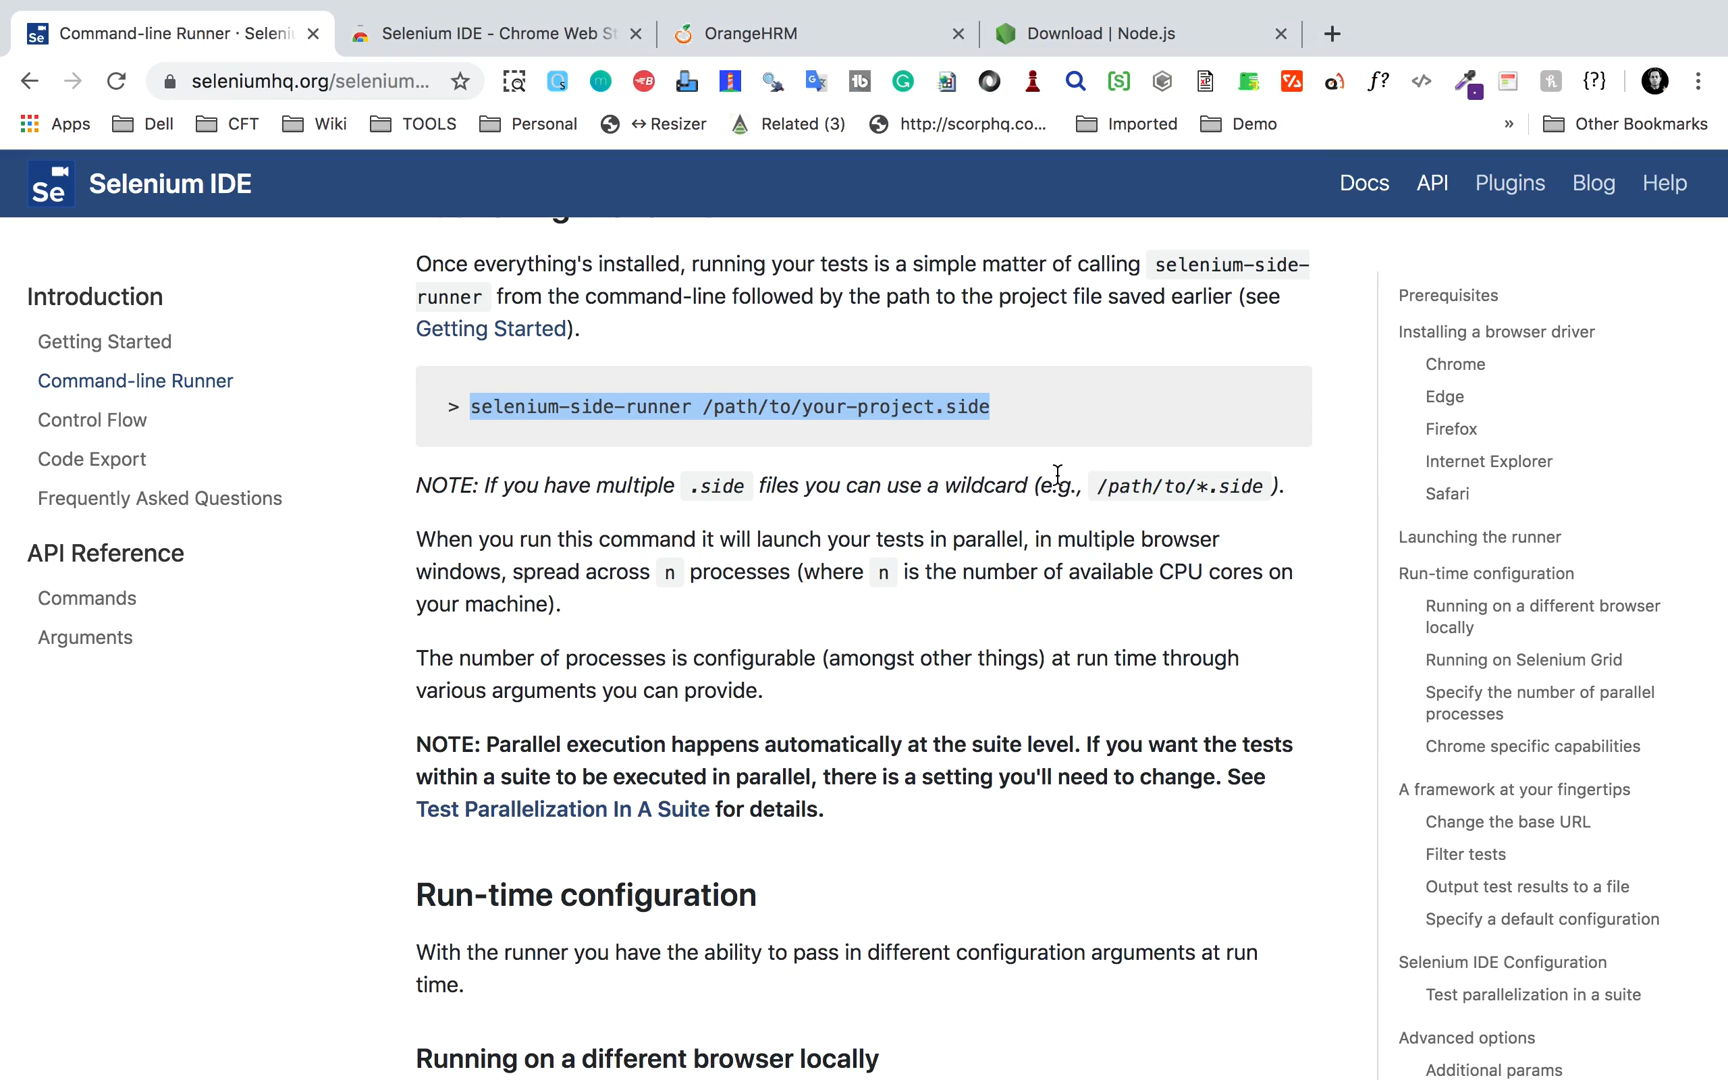 Command-line Runner · Seleni
Selenium IDE - Chrome Web St
OrangeHRM
Download | Node.js
seleniumhq.org/selenium...
Apps
Dell
CFT
Wiki
TOOLS
Personal
↔ Resizer
Related (3)
http://scorphq.co...
Imported
Demo
»
Other Bookmarks
Se
Selenium IDE
Docs
API
Plugins
Blog
Help
Introduction
Getting Started
Command-line Runner
Control Flow
Code Export
Frequently Asked Questions
API Reference
Commands
Arguments
Once everything's installed, running your tests is a simple matter of calling selenium-side-
runner from the command-line followed by the path to the project file saved earlier (see
Getting Started).
> selenium-side-runner /path/to/your-project.side
NOTE: If you have multiple .side files you can use a wildcard (e.g., /path/to/*.side ).
When you run this command it will launch your tests in parallel, in multiple browser
windows, spread across n processes (where n is the number of available CPU cores on
your machine).
The number of processes is configurable (amongst other things) at run time through
various arguments you can provide.
NOTE: Parallel execution happens automatically at the suite level. If you want the tests
within a suite to be executed in parallel, there is a setting you'll need to change. See
Test Parallelization In A Suite for details.
Run-time configuration
With the runner you have the ability to pass in different configuration arguments at run
time.
Running on a different browser locally
Prerequisites
Installing a browser driver
Chrome
Edge
Firefox
Internet Explorer
Safari
Launching the runner
Run-time configuration
Running on a different browser
locally
Running on Selenium Grid
Specify the number of parallel
processes
Chrome specific capabilities
A framework at your fingertips
Change the base URL
Filter tests
Output test results to a file
Specify a default configuration
Selenium IDE Configuration
Test parallelization in a suite
Advanced options
Additional params